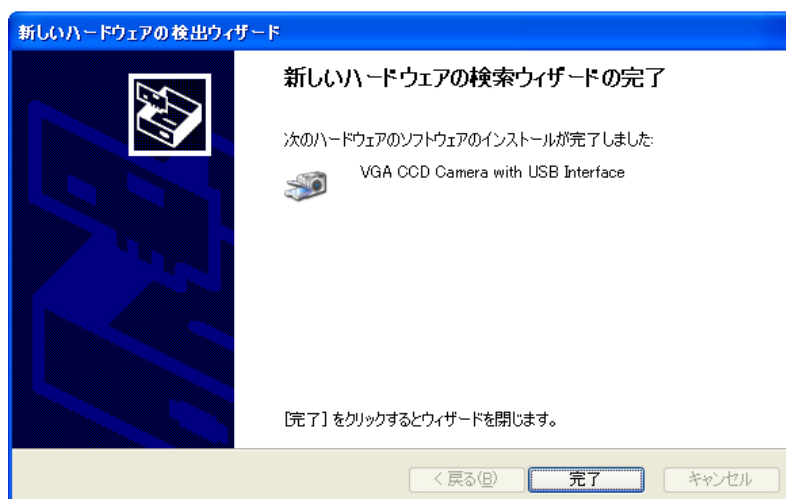 新しいハードウェアの検出ウィザード
新しいハードウェアの検索ウィザードの完了
次のハードウェアのソフトウェアのインストールが完了しました:
VGA CCD Camera with USB Interface
[完了] をクリックするとウィザードを閉じます。
< 戻る(B) 完了 キャンセル